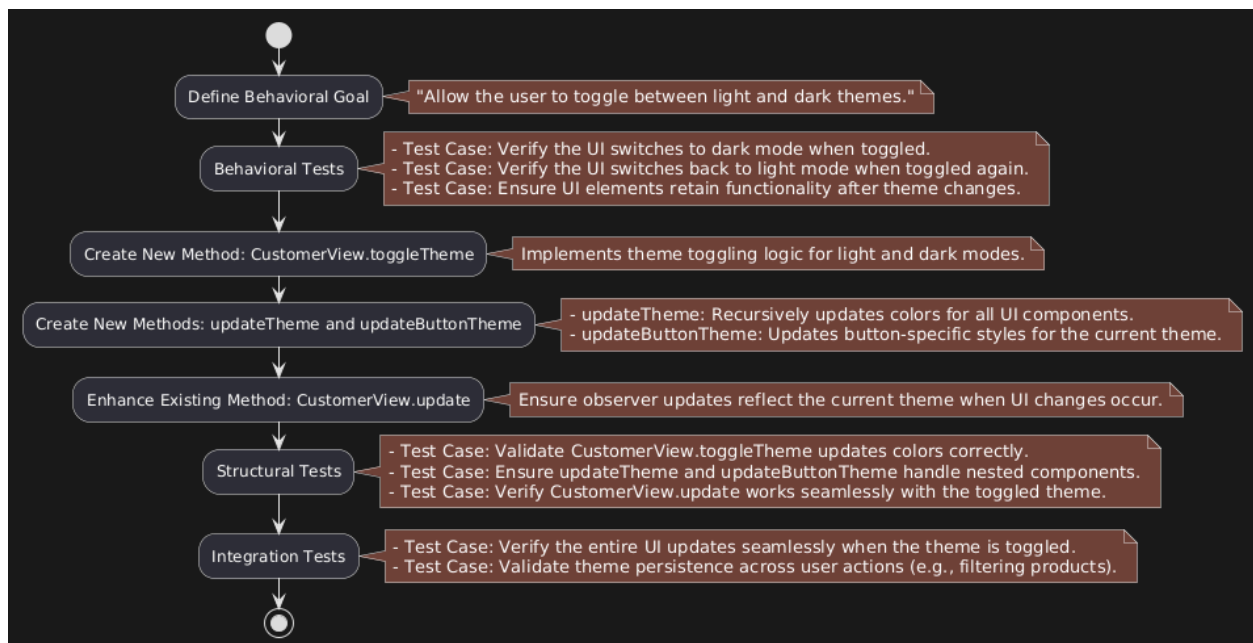 Define Behavioral Goal
"Allow the user to toggle between light and dark themes."
Behavioral Tests
- Test Case: Verify the UI switches to dark mode when toggled.
- Test Case: Verify the UI switches back to light mode when toggled again.
- Test Case: Ensure UI elements retain functionality after theme changes.
Create New Method: CustomerView.toggleTheme
Implements theme toggling logic for light and dark modes.
Create New Methods: updateTheme and updateButtonTheme
- updateTheme: Recursively updates colors for all UI components.
- updateButtonTheme: Updates button-specific styles for the current theme.
Enhance Existing Method: CustomerView.update
Ensure observer updates reflect the current theme when UI changes occur.
Structural Tests
- Test Case: Validate CustomerView.toggleTheme updates colors correctly.
- Test Case: Ensure updateTheme and updateButtonTheme handle nested components.
- Test Case: Verify CustomerView.update works seamlessly with the toggled theme.
Integration Tests
- Test Case: Verify the entire UI updates seamlessly when the theme is toggled.
- Test Case: Validate theme persistence across user actions (e.g., filtering products).